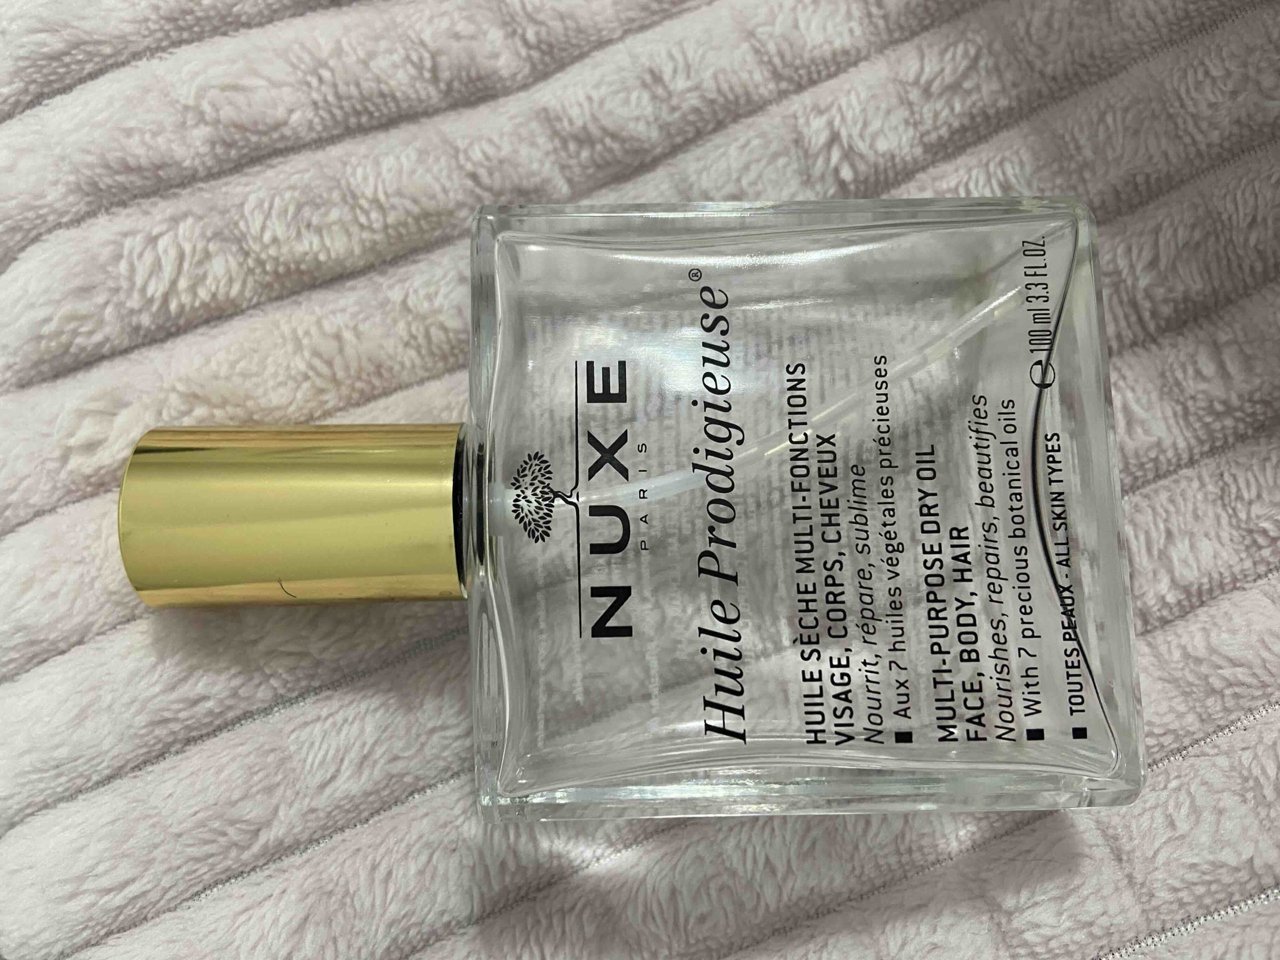 NUXE
PARIS
Huile Prodigieuse®
HUILE SÈCHE MULTI-FONCTIONS
VISAGE, CORPS, CHEVEUX
Nourrit, répare, sublime
■ Aux 7 huiles végétales précieuses
MULTI-PURPOSE DRY OIL
FACE, BODY, HAIR
Nourishes, repairs, beautifies
■ With 7 precious botanical oils
■ TOUTES PEAUX - ALL SKIN TYPES
℮ 100 ml 3.3 FL.OZ.